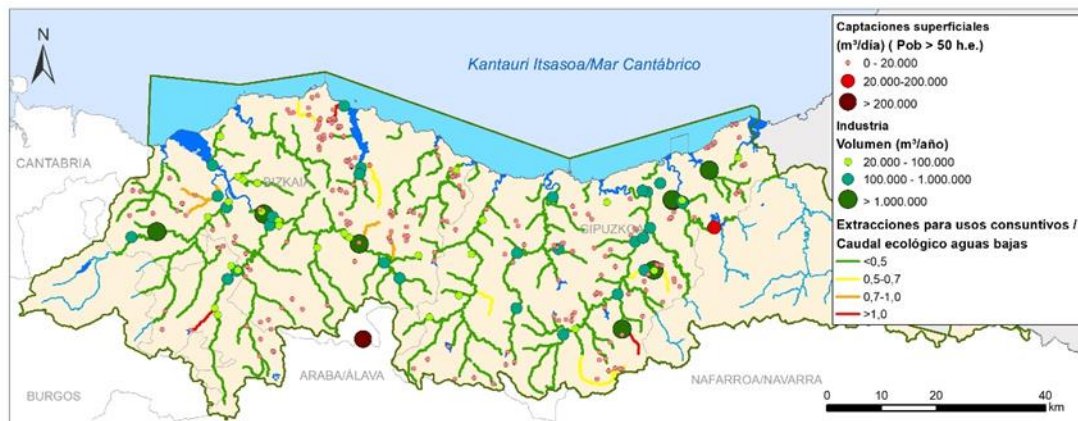 N
Kantauri Itsasoa/Mar Cantábrico
CANTABRIA
BIZKAIA
GIPUZKOA
ARABA/ÁLAVA
BURGOS
NAFARROA/NAVARRA
Captaciones superficiales
(m³/día) ( Pob > 50 h.e.)
0 - 20.000
20.000-200.000
> 200.000
Industria
Volumen (m³/año)
20.000 - 100.000
100.000 - 1.000.000
> 1.000.000
Extracciones para usos consuntivos /
Caudal ecológico aguas bajas
<0,5
0,5-0,7
0,7-1,0
>1,0
0 10 20 40
km